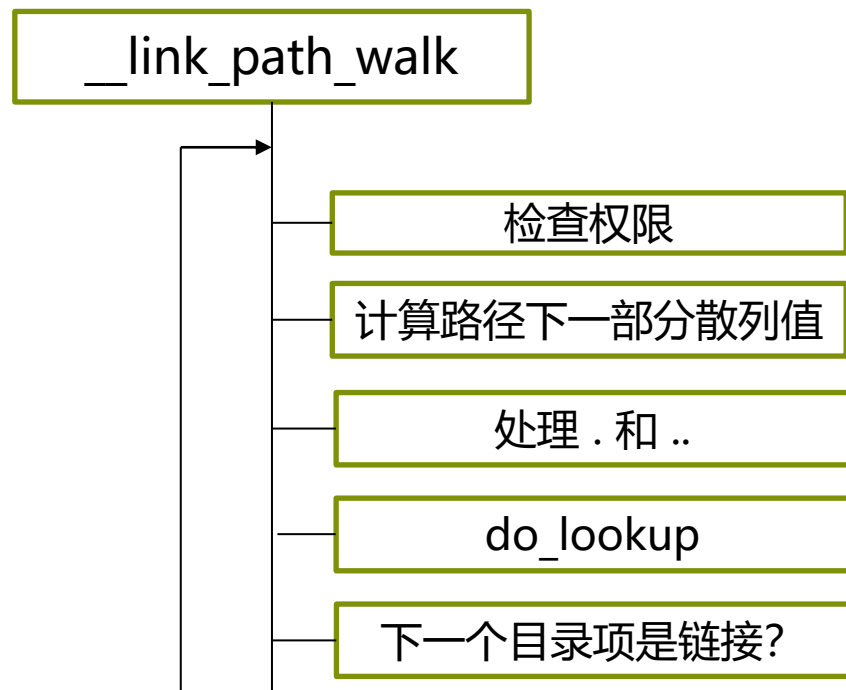 __link_path_walk
检查权限
计算路径下一部分散列值
处理 . 和 ..
do_lookup
下一个目录项是链接?